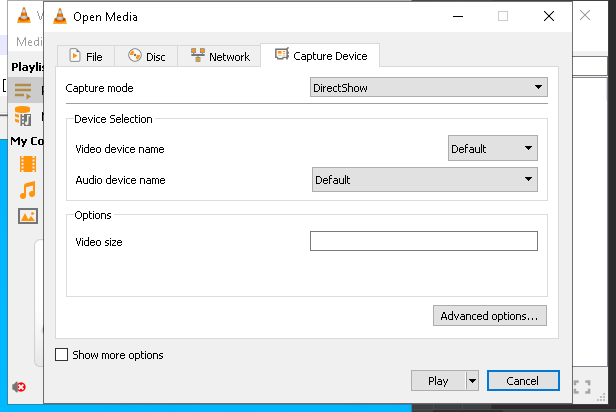 Open Media
V
Medi
File
Disc
Network
Capture Device
Playlis
Capture mode
DirectShow
Device Selection
Video device name
Default
My Co
Audio device name
Default
Options
Video size
Advanced options...
Show more options
Play
Cancel